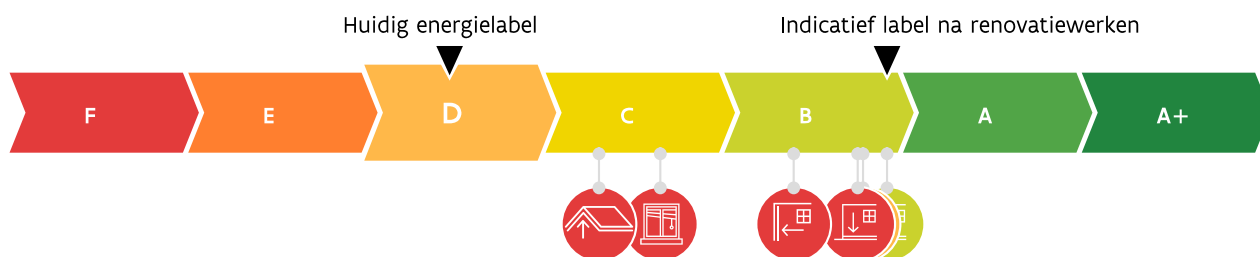 Huidig energielabel
Indicatief label na renovatiewerken
F E D C B A A+